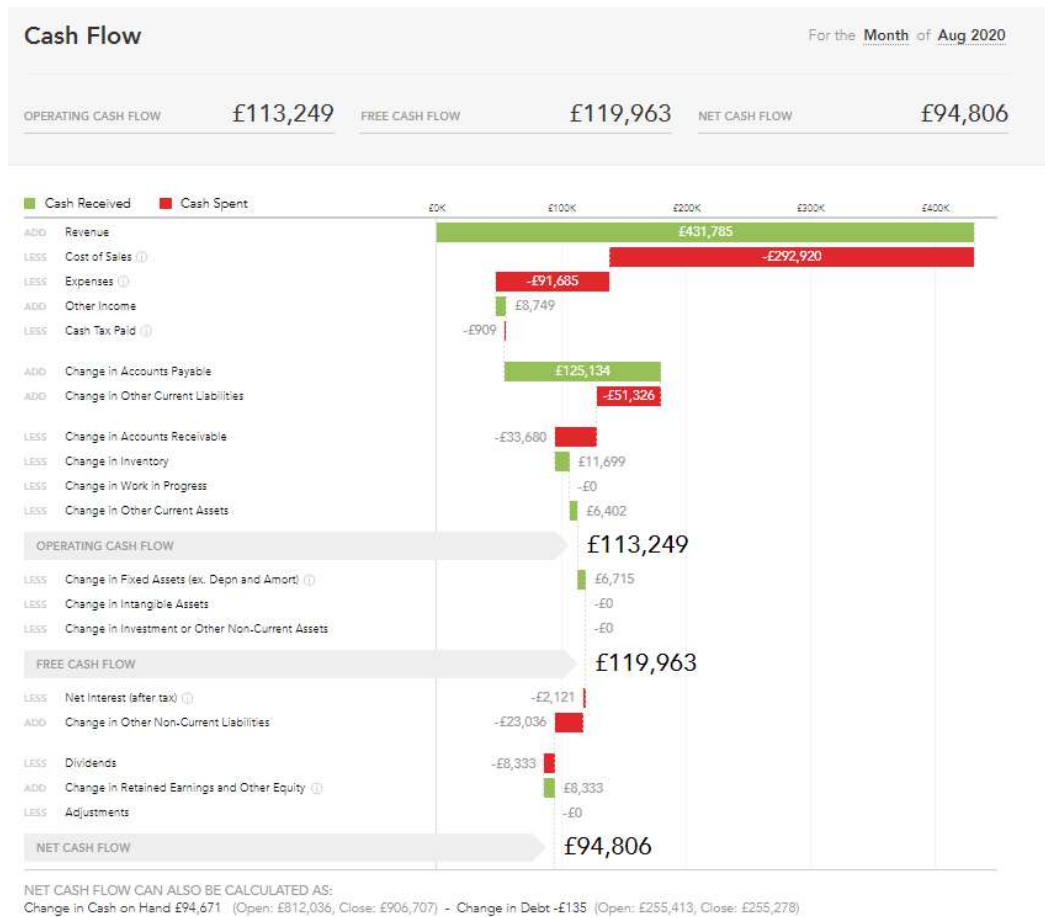 Cash Flow
For the Month of Aug 2020
OPERATING CASH FLOW £113,249 FREE CASH FLOW £119,963 NET CASH FLOW £94,806
Cash Received Cash Spent £0K £100K £200K £300K £400K
ADD Revenue £431,785
LESS Cost of Sales -£292,920
LESS Expenses -£91,685
ADD Other Income £8,749
LESS Cash Tax Paid -£909
ADD Change in Accounts Payable £125,134
ADD Change in Other Current Liabilities -£51,326
LESS Change in Accounts Receivable -£33,680
LESS Change in Inventory £11,699
LESS Change in Work in Progress -£0
LESS Change in Other Current Assets £6,402
OPERATING CASH FLOW £113,249
LESS Change in Fixed Assets (ex. Depn and Amort) £6,715
LESS Change in Intangible Assets -£0
LESS Change in Investment or Other Non-Current Assets -£0
FREE CASH FLOW £119,963
LESS Net Interest (after tax) -£2,121
ADD Change in Other Non-Current Liabilities -£23,036
LESS Dividends -£8,333
ADD Change in Retained Earnings and Other Equity £8,333
LESS Adjustments -£0
NET CASH FLOW £94,806
NET CASH FLOW CAN ALSO BE CALCULATED AS:
Change in Cash on Hand £94,671 (Open: £812,036, Close: £906,707) - Change in Debt -£135 (Open: £255,413, Close: £255,278)